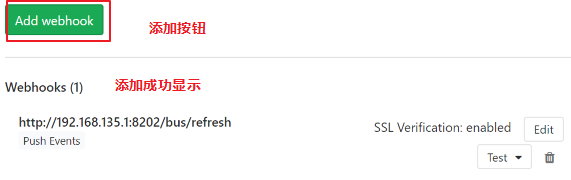 Add webhook
添加按钮
Webhooks (1)
添加成功显示
http://192.168.135.1:8202/bus/refresh
SSL Verification: enabled
Edit
Push Events
Test